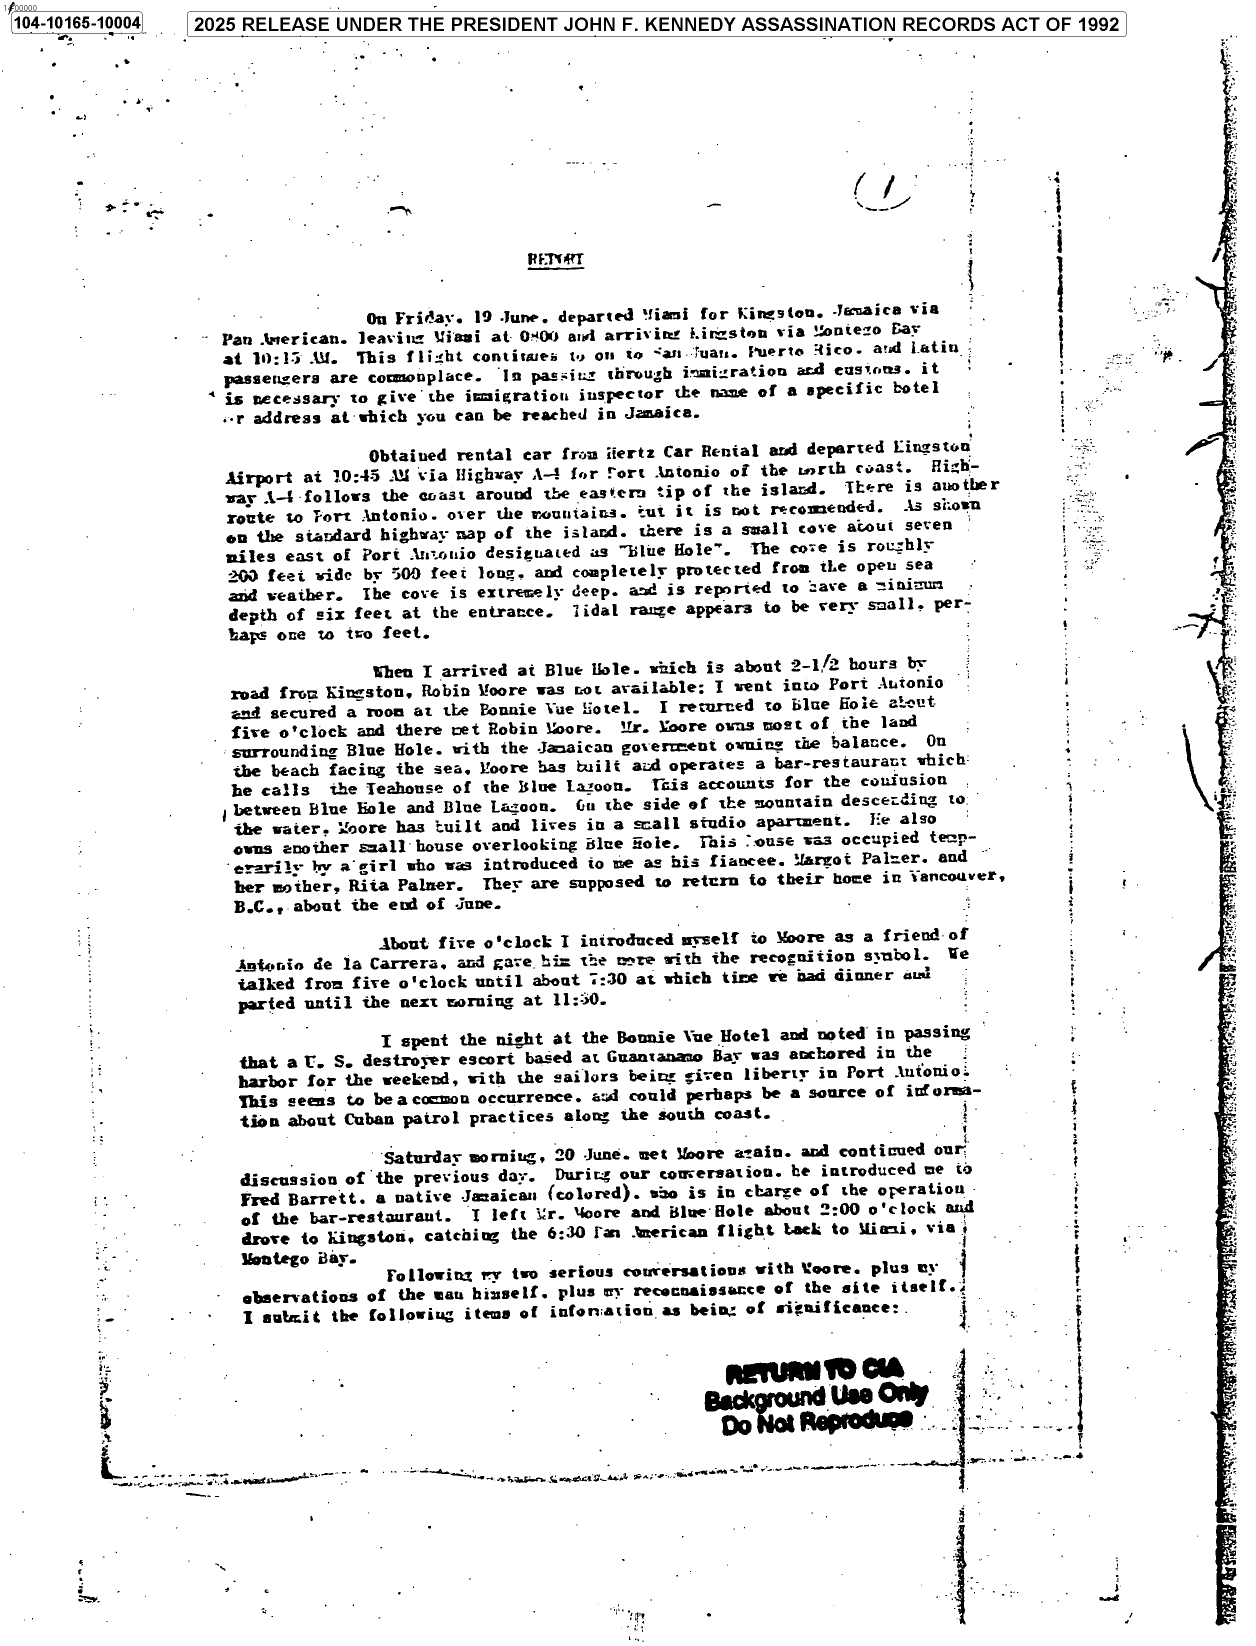 1400000
104-10165-10004
2025 RELEASE UNDER THE PRESIDENT JOHN F. KENNEDY ASSASSINATION RECORDS ACT OF 1992
1
REPORT
On Friday, 19 June, departed Miami for Kingston, Jamaica via
Pan American, leaving Miami at 0800 and arriving Kingston via Montego Bay
at 10:15 AM. This flight continues to on to San Juan, Puerto Rico, and Latin
passengers are commonplace. In passing through immigration and customs, it
is necessary to give the immigration inspector the name of a specific hotel
or address at which you can be reached in Jamaica.
Obtained rental car from Hertz Car Rental and departed Kingston
Airport at 10:45 AM via Highway A-4 for Port Antonio of the north coast. High-
way A-4 follows the coast around the eastern tip of the island. There is another
route to Port Antonio, over the mountains, but it is not recommended. As shown
on the standard highway map of the island, there is a small cove about seven
miles east of Port Antonio designated as "Blue Hole". The cove is roughly
200 feet wide by 500 feet long, and completely protected from the open sea
and weather. The cove is extremely deep, and is reported to have a minimum
depth of six feet at the entrance. Tidal range appears to be very small, per-
haps one to two feet.
When I arrived at Blue Hole, which is about 2-1/2 hours by
road from Kingston, Robin Moore was not available; I went into Port Antonio
and secured a room at the Bonnie Vue Hotel. I returned to Blue Hole about
five o'clock and there met Robin Moore. Mr. Moore owns most of the land
surrounding Blue Hole, with the Jamaican goverment owning the balance. On
the beach facing the sea, Moore has built and operates a bar-restaurant which
he calls the Teahouse of the Blue Lagoon. This accounts for the confusion
between Blue Hole and Blue Lagoon. On the side of the mountain descending to
the water, Moore has built and lives in a small studio apartment. He also
owns another small house overlooking Blue Hole. This house was occupied temp-
erarily by a girl who was introduced to me as his fiancee, Margot Palmer, and
her mother, Rita Palmer. They are supposed to return to their home in Vancouver,
B.C., about the end of June.
About five o'clock I introduced myself to Moore as a friend of
Antonio de la Carrera, and gave him the note with the recognition symbol. We
talked from five o'clock until about 7:30 at which time we had dinner and
parted until the next morning at 11:30.
I spent the night at the Bonnie Vue Hotel and noted in passing
that a U. S. destroyer escort based at Guantanamo Bay was anchored in the
harbor for the weekend, with the sailors being given liberty in Port Antonio.
This seems to be a common occurrence, and could perhaps be a source of informa-
tion about Cuban patrol practices along the south coast.
Saturday morning, 20 June, met Moore again, and continued our
discussion of the previous day. During our conversation, he introduced me to
Fred Barrett, a native Jamaican (colored), who is in charge of the operation
of the bar-restaurant. I left Mr. Moore and Blue Hole about 2:00 o'clock and
drove to Kingston, catching the 6:30 Pan American flight back to Miami, via
Montego Bay.
Following my two serious conversations with Moore, plus my
observations of the man himself, plus my reconnaissance of the site itself,
I submit the following items of information as being of significance:
RETURN TO CIA
Background Use Only
Do Not Reproduce